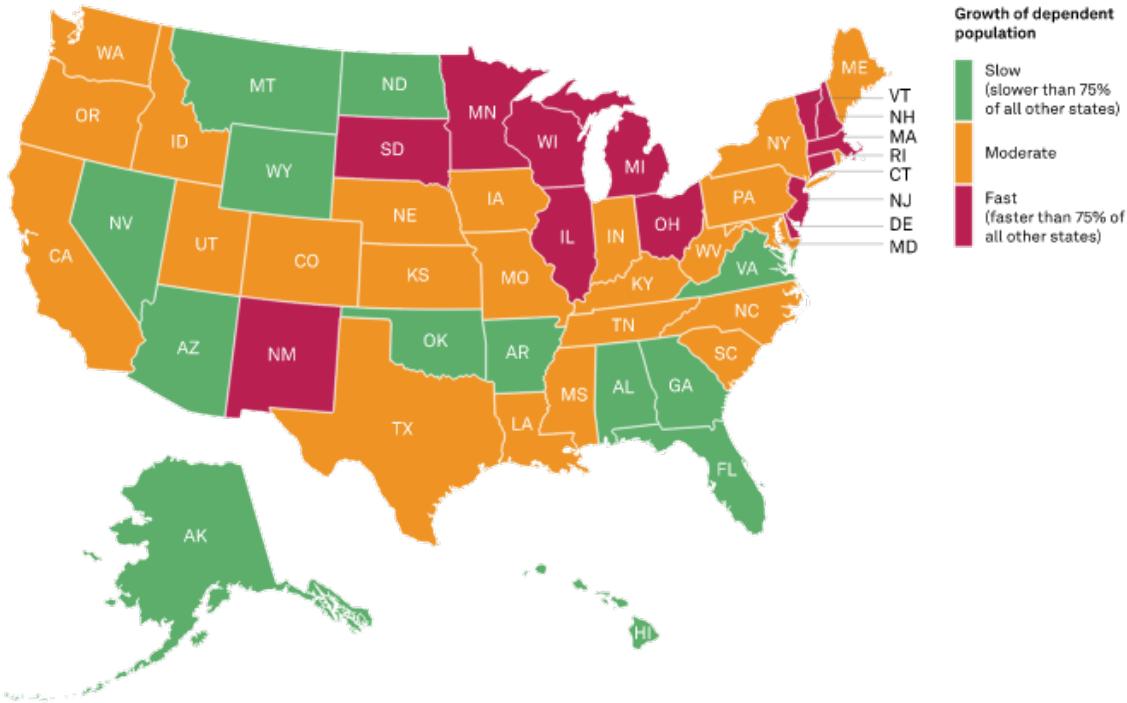 Growth of dependent
population
Slow
(slower than 75%
of all other states)
Moderate
Fast
(faster than 75% of
all other states)
WA
OR
CA
ID
NV
MT
WY
UT
AZ
CO
NM
ND
SD
NE
KS
OK
TX
MN
IA
MO
AR
LA
WI
IL
MS
MI
IN
KY
TN
AL
OH
WV
GA
FL
SC
NC
VA
PA
NY
ME
VT
NH
MA
RI
CT
NJ
DE
MD
AK
HI